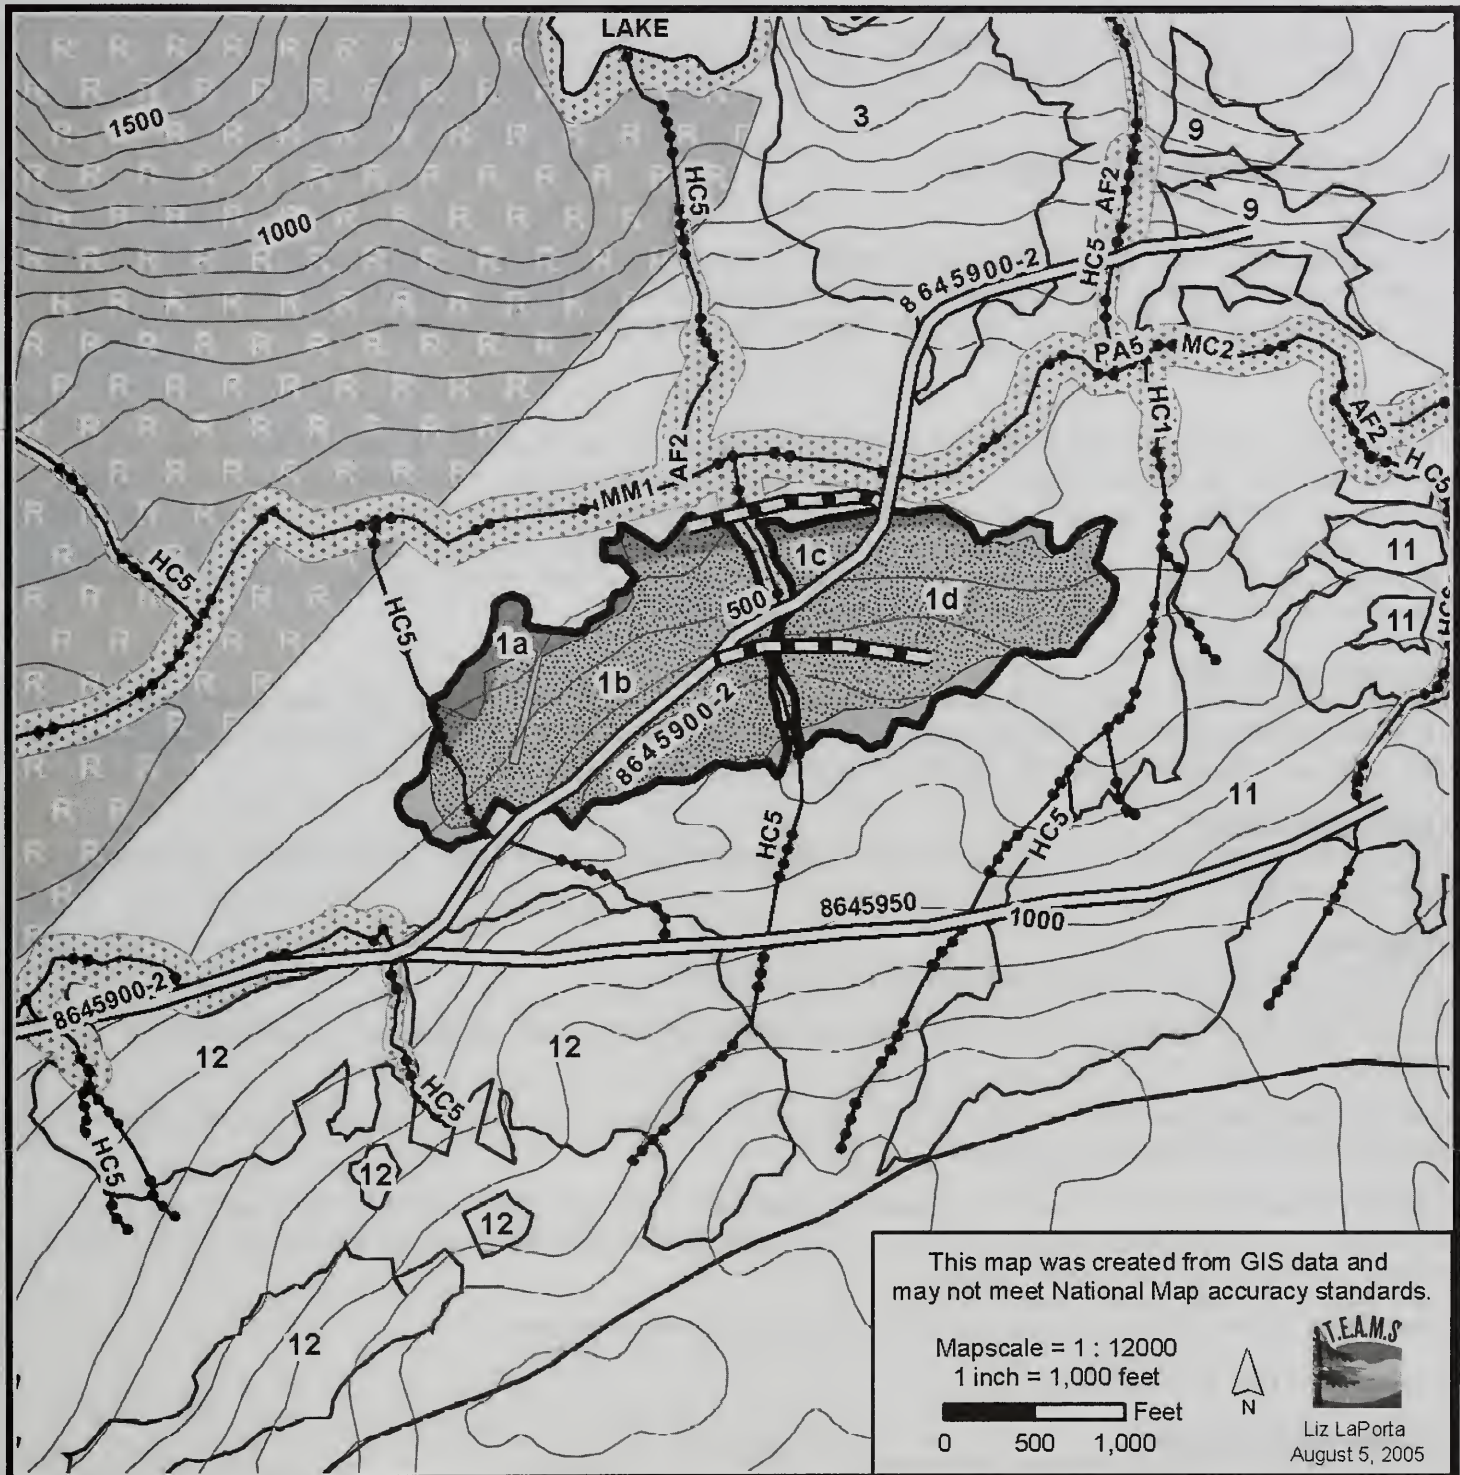 LAKE
R R R R R R R R
1500
3
9
HC5
AF2
9
1000
HC5
8645900-2
PA5
MC2
HC1
AF2
AF2
HC5
MM1
11
HC5
1c
HC5
500
1d
11
1a
1b
8645900-2
11
HC5
HC5
8645950
1000
8645900-2
12
12
HC5
HC5
12
12
12
This map was created from GIS data and
may not meet National Map accuracy standards.
Mapscale = 1 : 12000
1 inch = 1,000 feet
Feet
0 500 1,000
N
T.E.A.M.S
Liz LaPorta
August 5, 2005